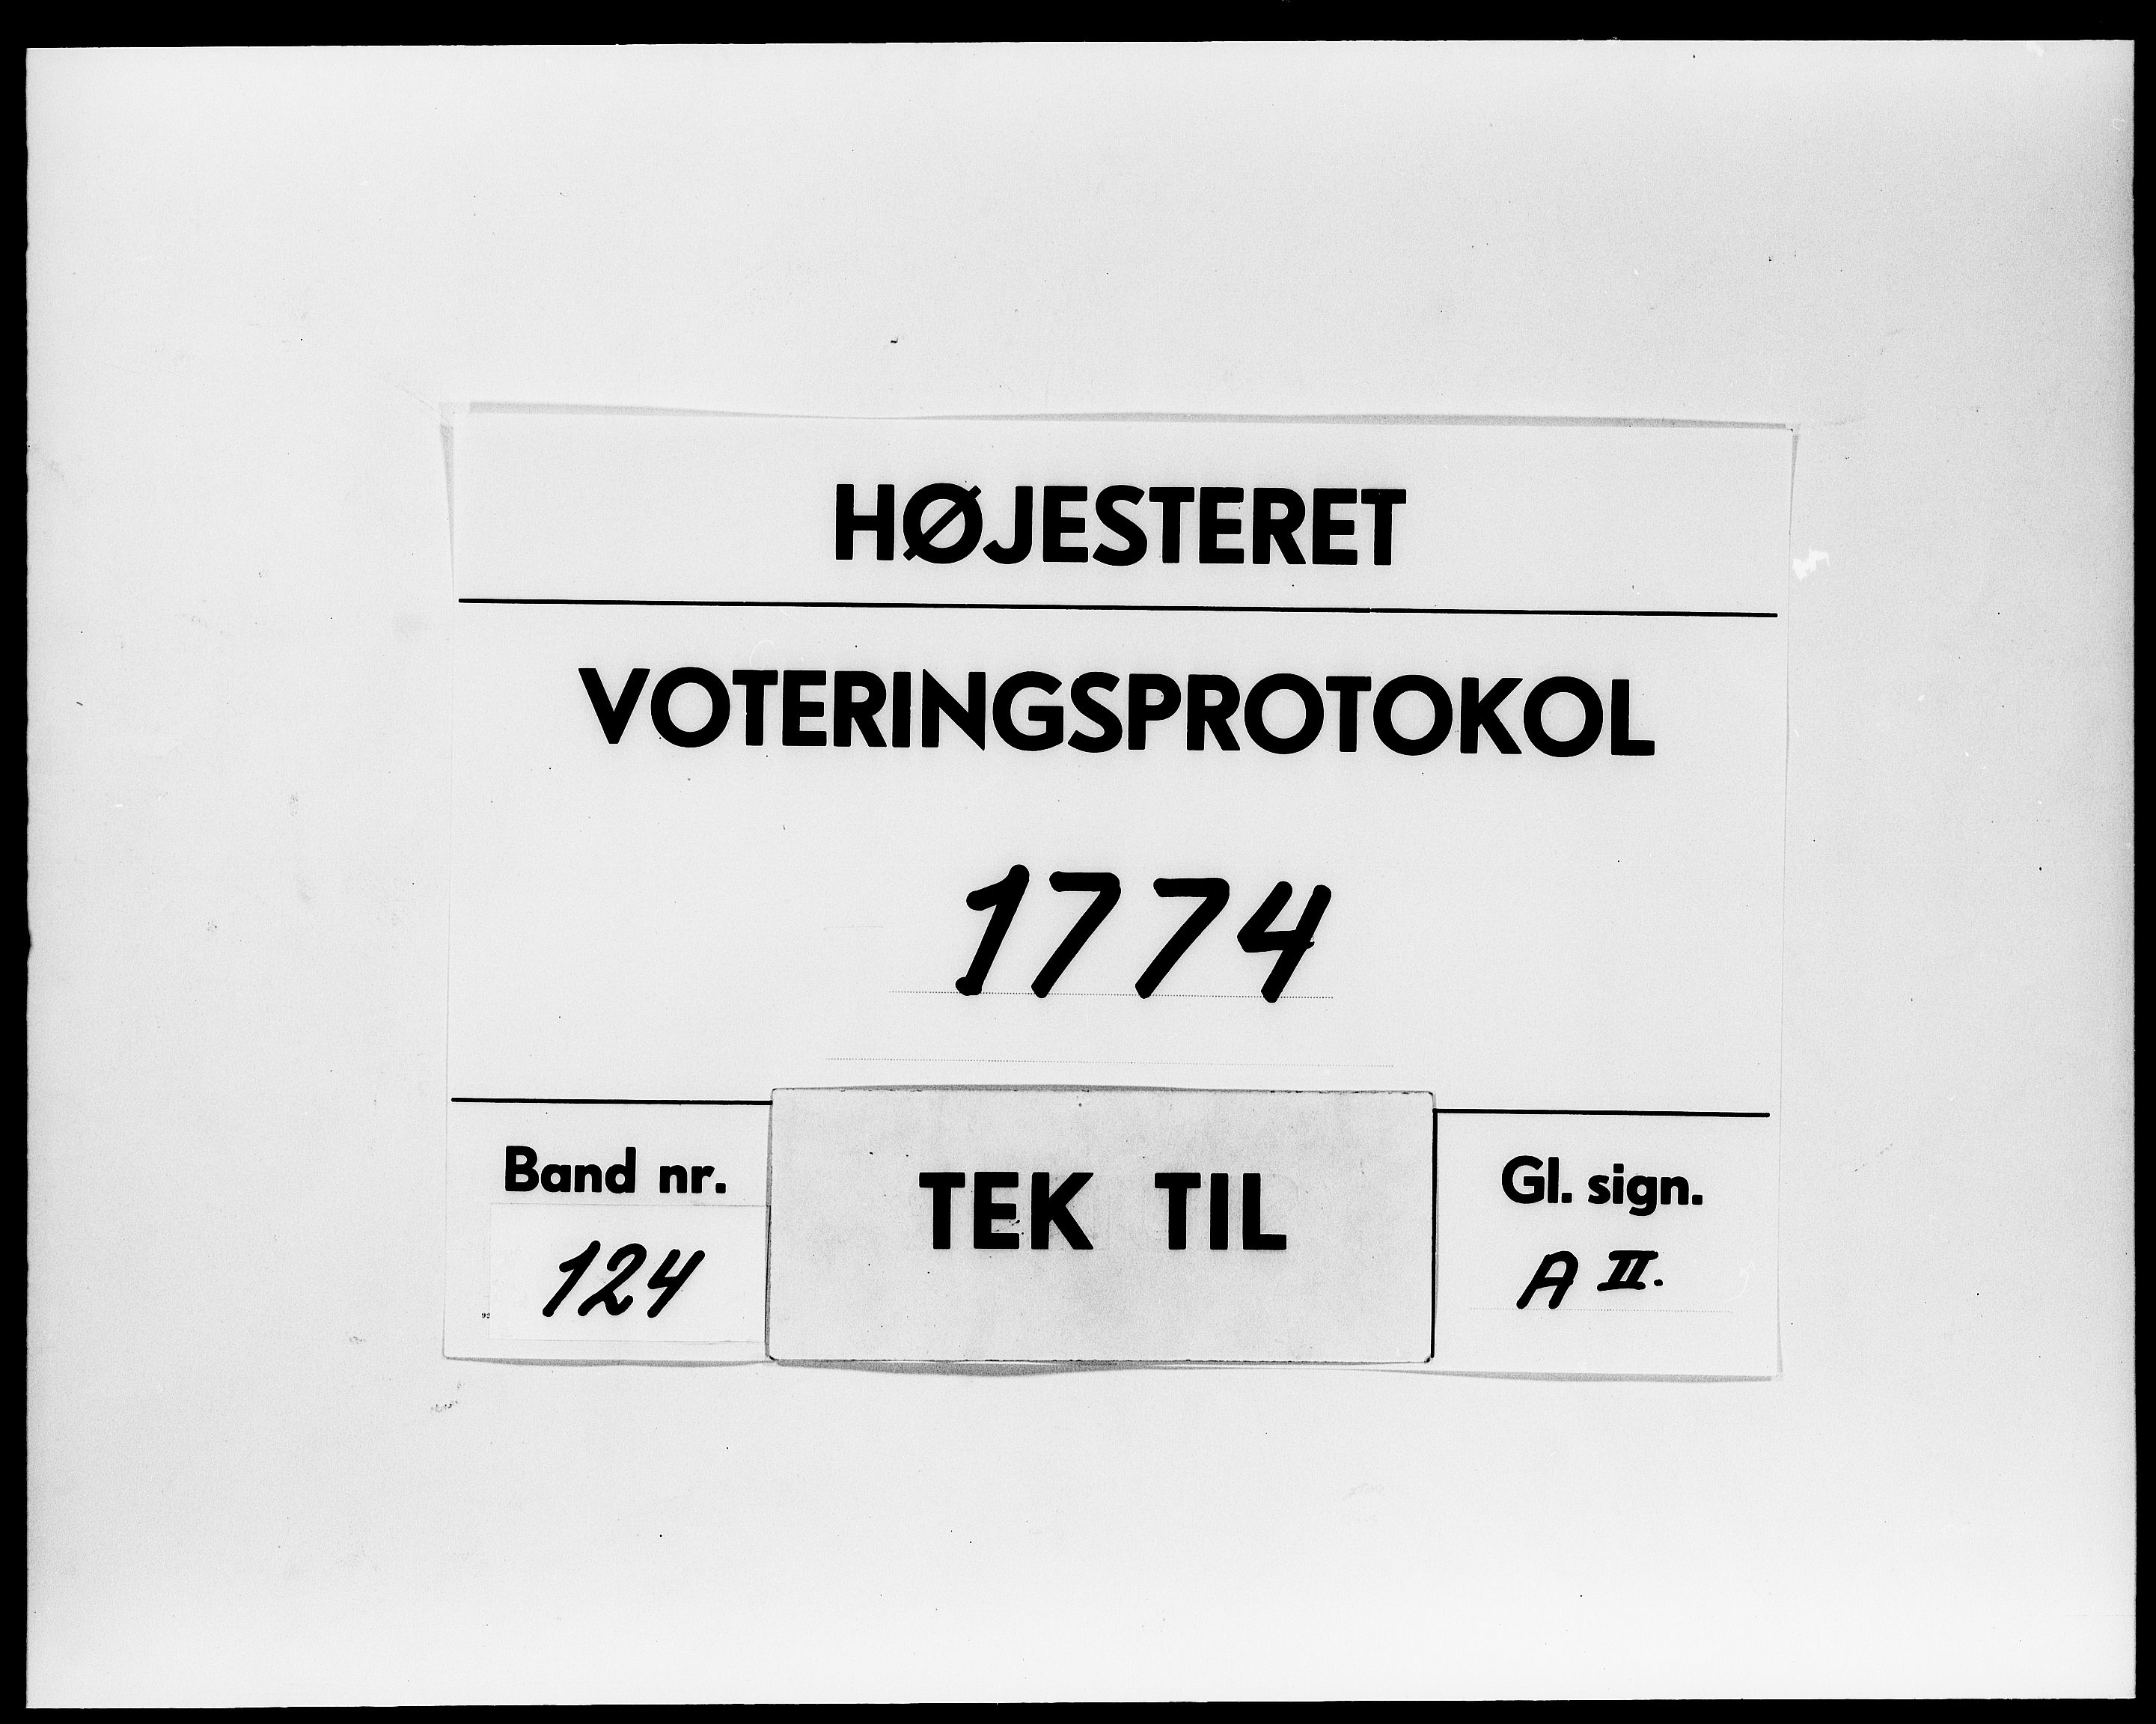 HØJESTERET
VOTERINGSPROTOKOL
1774
Band nr.
124
TEK TIL
Gl. sign.
A II.